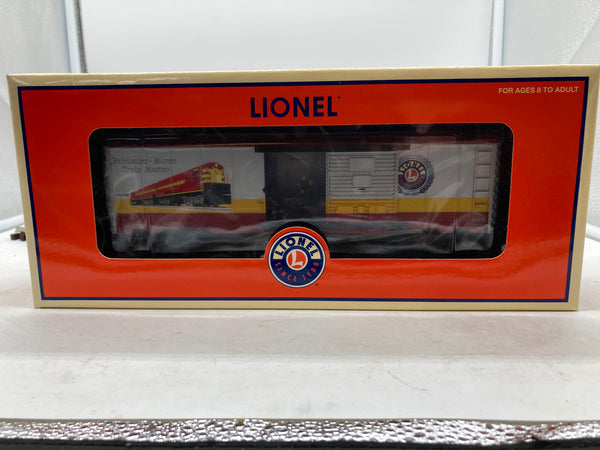 LIONEL
FOR AGES 8 TO ADULT
Fairbanks-Morse
Train Master
LIONEL
L
LIONEL
L
SINCE 1900